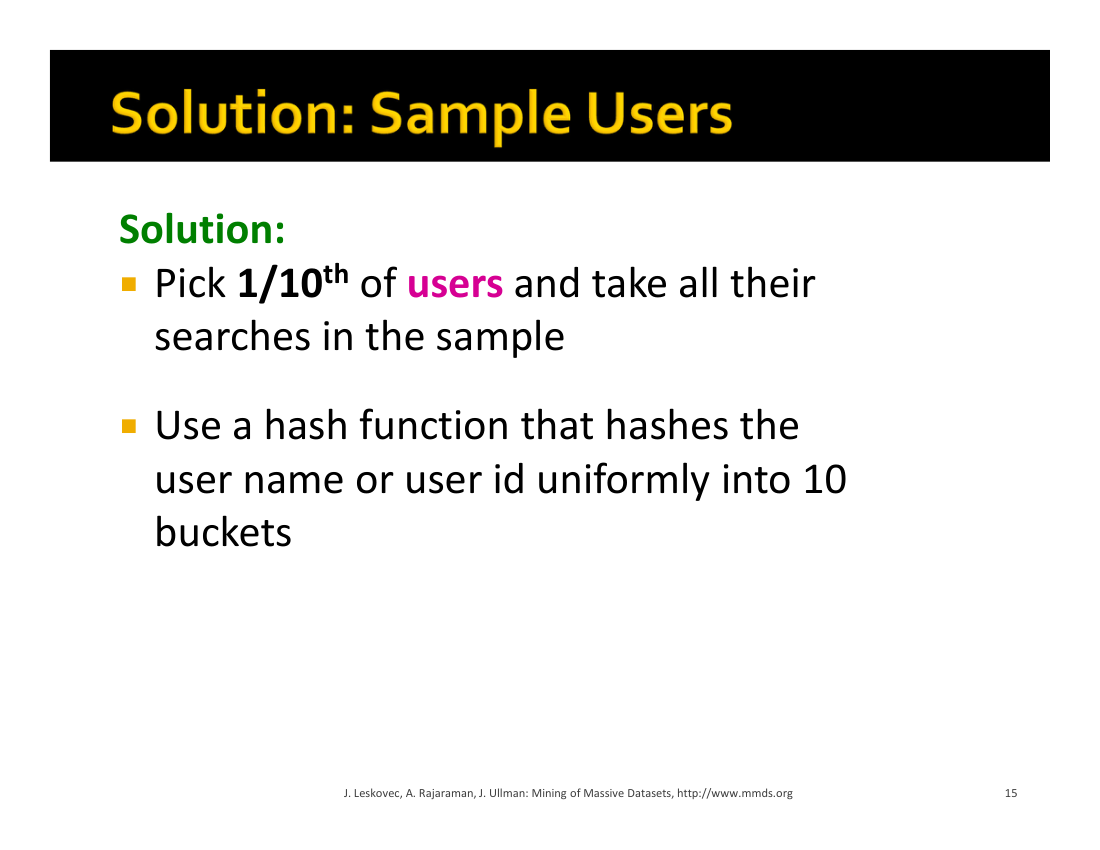 Solution: Sample Users
Solution:
▪ Pick 1/10th of users and take all their
searches in the sample
▪ Use a hash function that hashes the
user name or user id uniformly into 10
buckets
J. Leskovec, A. Rajaraman, J. Ullman: Mining of Massive Datasets, http://www.mmds.org
15